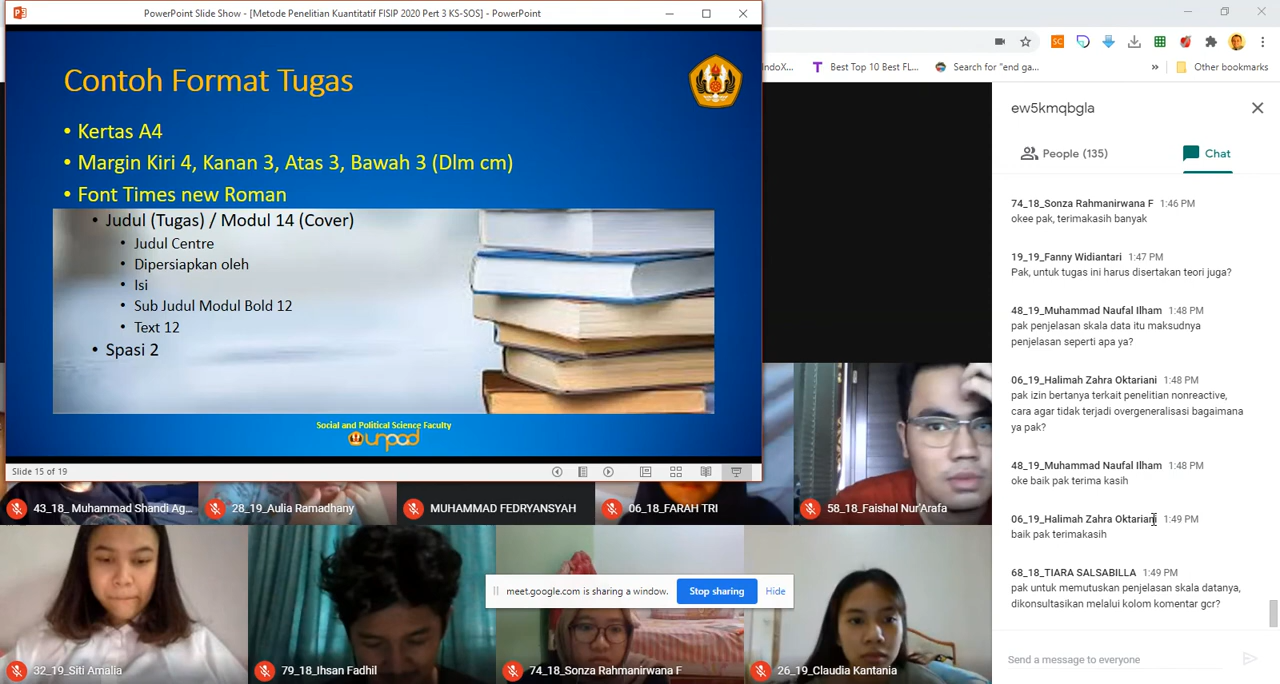 PowerPoint Slide Show - [Metode Penelitian Kuantitatif FISIP 2020 Pert 3 KS-SOS] - PowerPoint
Contoh Format Tugas
• Kertas A4
• Margin Kiri 4, Kanan 3, Atas 3, Bawah 3 (Dlm cm)
• Font Times new Roman
• Judul (Tugas) / Modul 14 (Cover)
• Judul Centre
• Dipersiapkan oleh
• Isi
• Sub Judul Modul Bold 12
• Text 12
• Spasi 2
Social and Political Science Faculty
unpad
Slide 15 of 19
IndoX...
Best Top 10 Best FL...
Search for "end ga...
»
Other bookmarks
ew5kmqbgla
People (135)
Chat
74_18_Sonza Rahmanirwana F 1:46 PM
okee pak, terimakasih banyak
19_19_Fanny Widiantari 1:47 PM
Pak, untuk tugas ini harus disertakan teori juga?
48_19_Muhammad Naufal Ilham 1:48 PM
pak penjelasan skala data itu maksudnya
penjelasan seperti apa ya?
06_19_Halimah Zahra Oktariani 1:48 PM
pak izin bertanya terkait penelitian nonreactive,
cara agar tidak terjadi overgeneralisasi bagaimana
ya pak?
48_19_Muhammad Naufal Ilham 1:48 PM
oke baik pak terima kasih
06_19_Halimah Zahra Oktariani 1:49 PM
baik pak terimakasih
68_18_TIARA SALSABILLA 1:49 PM
pak untuk memutuskan penjelasan skala datanya,
dikonsultasikan melalui kolom komentar gcr?
Send a message to everyone
43_18_ Muhammad Shandi Ag...
28_19_Aulia Ramadhany
MUHAMMAD FEDRYANSYAH
06_18_FARAH TRI
58_18_Faishal Nur'Arafa
meet.google.com is sharing a window.
Stop sharing
Hide
32_19_Siti Amalia
79_18_Ihsan Fadhil
74_18_Sonza Rahmanirwana F
26_19_Claudia Kantania